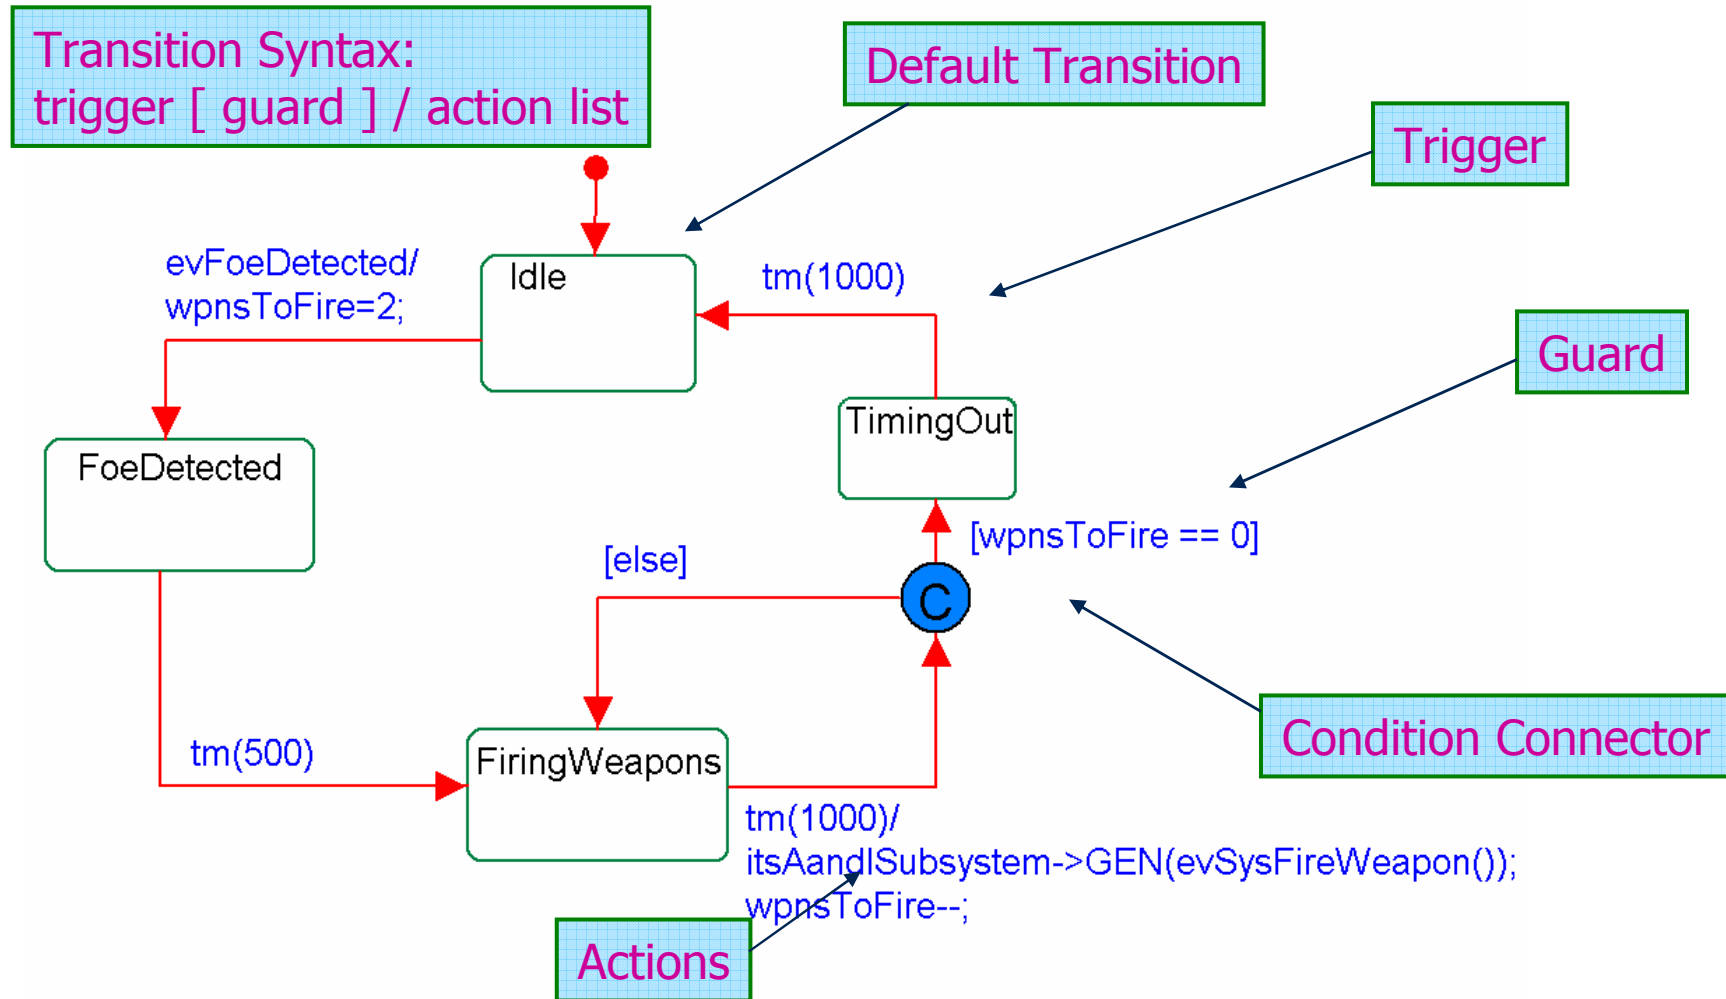 Transition Syntax:
trigger [ guard ] / action list
Default Transition
Trigger
evFoeDetected/
wpnsToFire=2;
Idle
tm(1000)
Guard
TimingOut
FoeDetected
[wpnsToFire == 0]
[else]
C
Condition Connector
tm(500)
FiringWeapons
tm(1000)/
itsAandISubsystem->GEN(evSysFireWeapon());
wpnsToFire--;
Actions